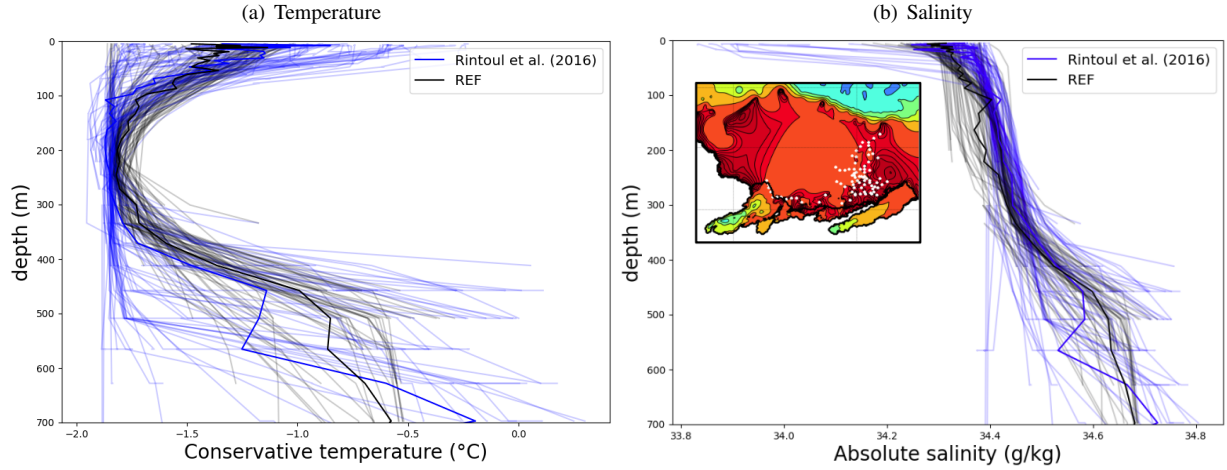 (a) Temperature
0
100
200
300
400
500
600
700
depth (m)
−2.0
−1.5
−1.0
−0.5
0.0
Conservative temperature (°C)
Rintoul et al. (2016)
REF
(b) Salinity
0
100
200
300
400
500
600
700
depth (m)
33.8
34.0
34.2
34.4
34.6
34.8
Absolute salinity (g/kg)
Rintoul et al. (2016)
REF